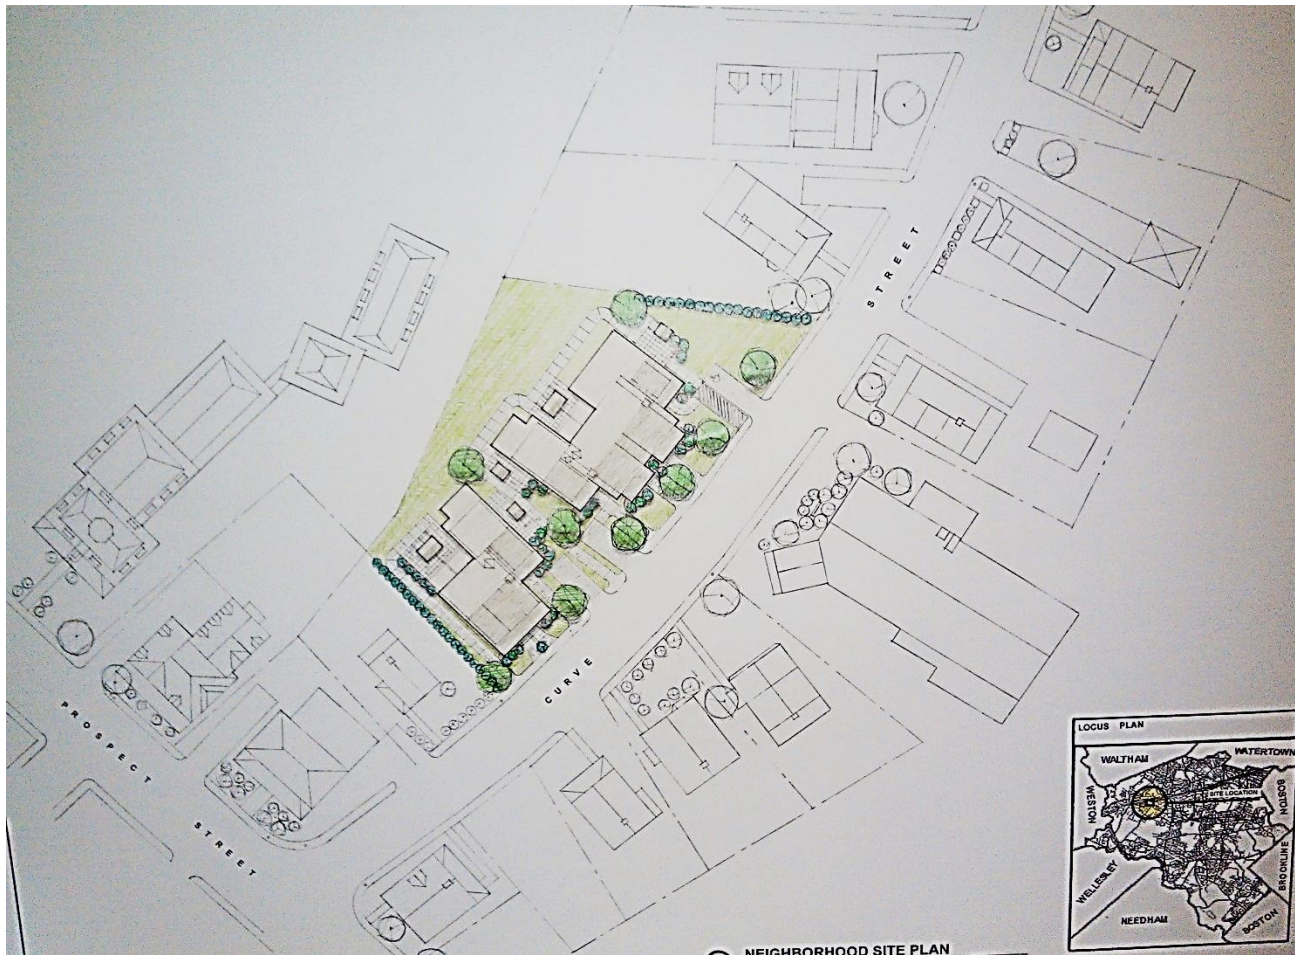 STREET
CURVE
PROSPECT
STREET
LOCUS PLAN
WALTHAM
WATERTOWN
WESTON
SITE LOCATION
BOSTON
BROOKLINE
WELLESLEY
NEEDHAM
BOSTON
NEIGHBORHOOD SITE PLAN